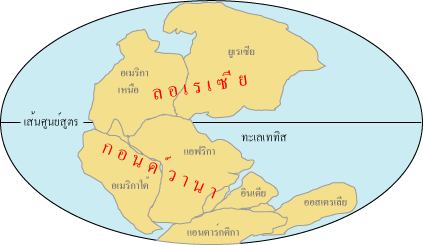 ยูเรเซีย
อเมริกา
เหนือ
ลอเรเซีย
เส้นศูนย์สูตร
ทะเลเททิส
กอนด์วานา
แอฟริกา
อเมริกาใต้
อินเดีย
ออสเตรเลีย
แอนตาร์กติกา